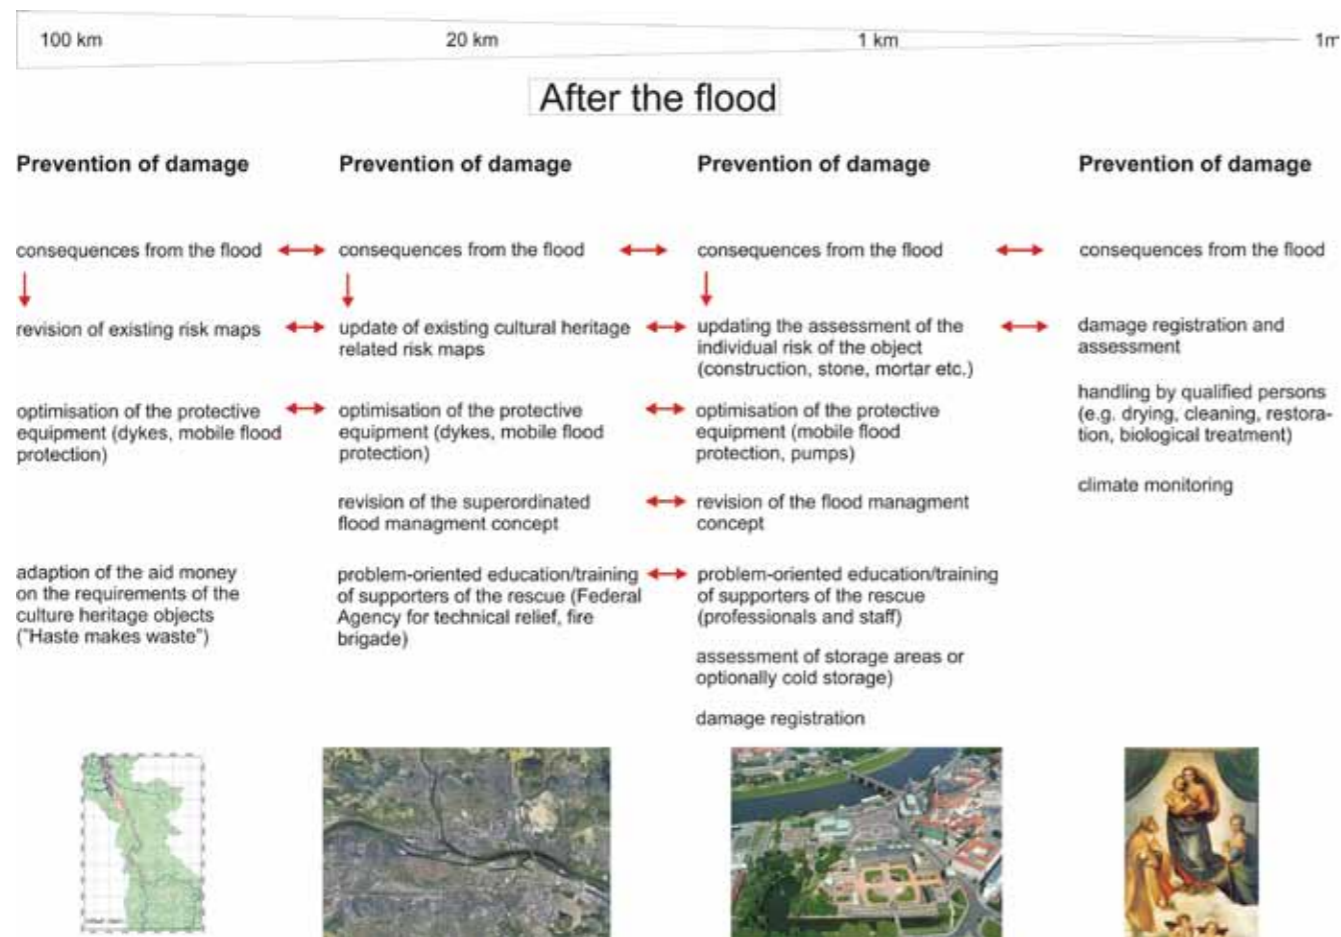 100 km
20 km
1 km
1m
After the flood
Prevention of damage
Prevention of damage
Prevention of damage
Prevention of damage
consequences from the flood
consequences from the flood
consequences from the flood
consequences from the flood
revision of existing risk maps
update of existing cultural heritage
related risk maps
updating the assessment of the
individual risk of the object
(construction, stone, mortar etc.)
damage registration and
assessment
optimisation of the protective
equipment (dykes, mobile flood
protection)
optimisation of the protective
equipment (dykes, mobile flood
protection)
optimisation of the protective
equipment (mobile flood
protection, pumps)
handling by qualified persons
(e.g. drying, cleaning, restora-
tion, biological treatment)
climate monitoring
revision of the superordinated
flood managment concept
revision of the flood managment
concept
adaption of the aid money
on the requirements of the
culture heritage objects
("Haste makes waste")
problem-oriented education/training
of supporters of the rescue (Federal
Agency for technical relief, fire
brigade)
problem-oriented education/training
of supporters of the rescue
(professionals and staff)
assessment of storage areas or
optionally cold storage)
damage registration